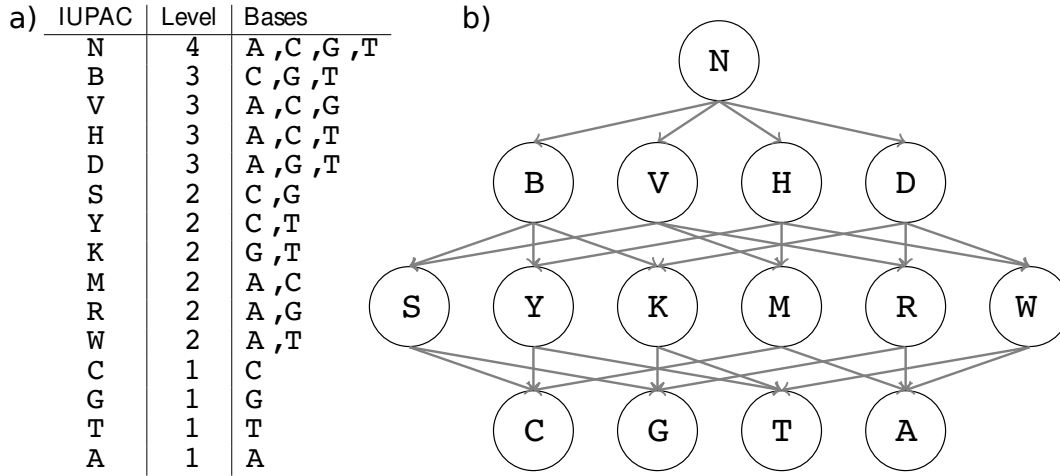 a)
IUPAC Level Bases
N 4 A,C,G,T
B 3 C,G,T
V 3 A,C,G
H 3 A,C,T
D 3 A,G,T
S 2 C,G
Y 2 C,T
K 2 G,T
M 2 A,C
R 2 A,G
W 2 A,T
C 1 C
G 1 G
T 1 T
A 1 A
b)
N
B V H D
S Y K M R W
C G T A